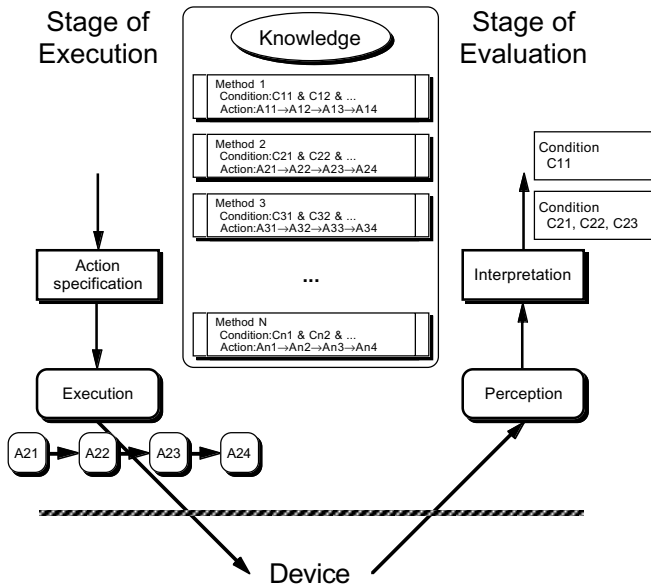 Stage of
Execution
Knowledge
Stage of
Evaluation
Method 1
Condition:C11 & C12 & ...
Action:A11→A12→A13→A14
Method 2
Condition:C21 & C22 & ...
Action:A21→A22→A23→A24
Method 3
Condition:C31 & C32 & ...
Action:A31→A32→A33→A34
...
Method N
Condition:Cn1 & Cn2 & ...
Action:An1→An2→An3→An4
Condition
C11
Condition
C21, C22, C23
Action
specification
Interpretation
Execution
Perception
A21
A22
A23
A24
Device